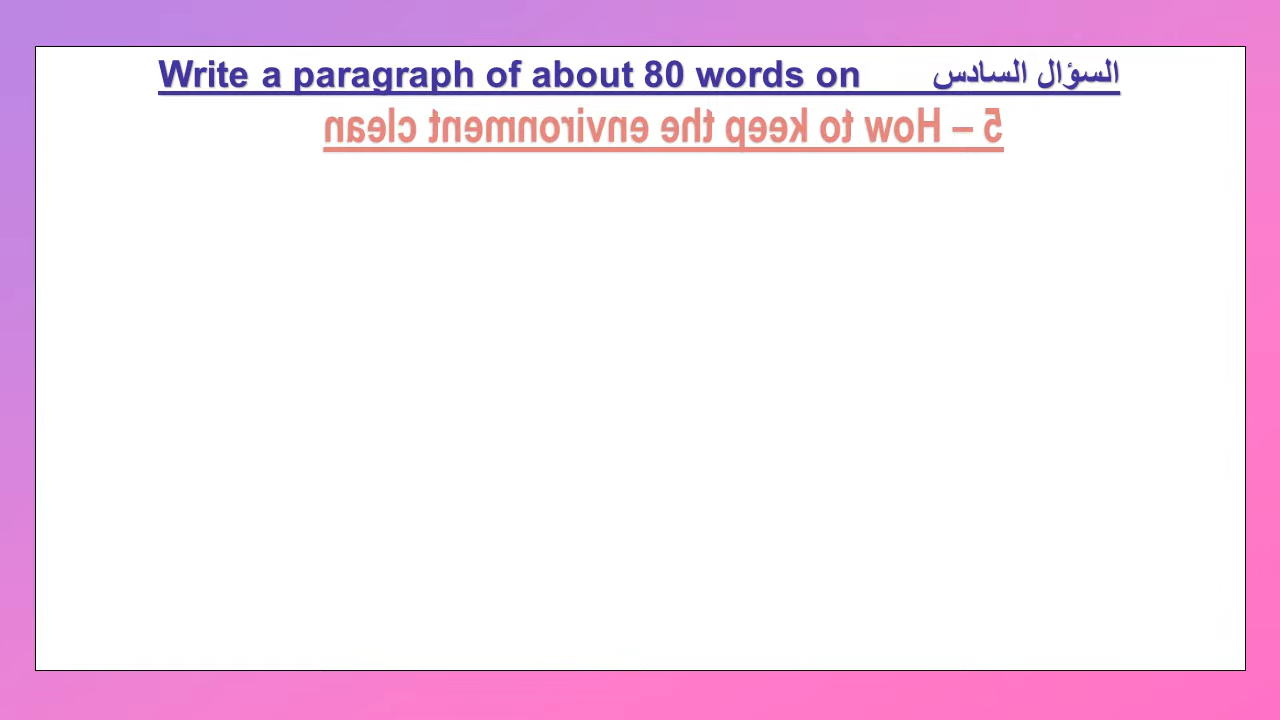 Write a paragraph of about 80 words on السؤال السادس
5 – How to keep the environment clean